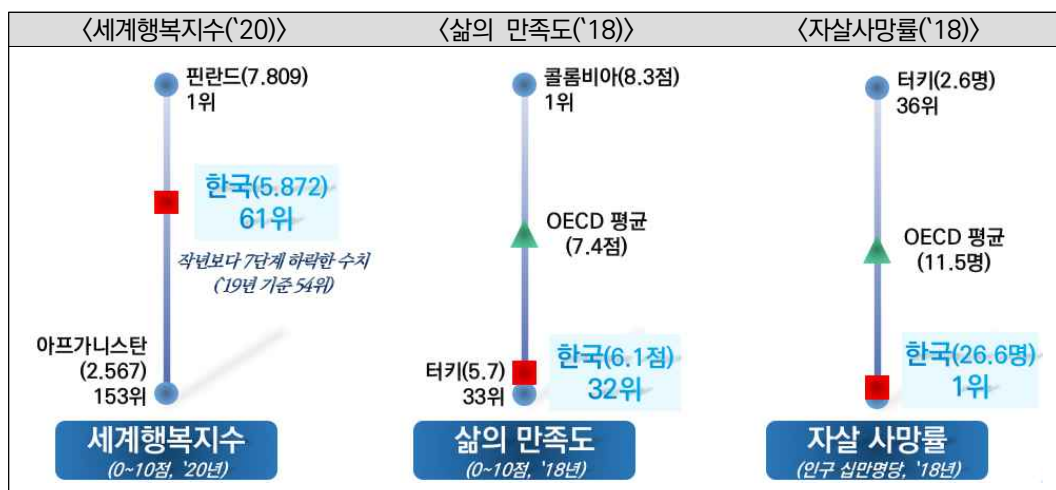 〈세계행복지수(`20)〉
핀란드(7.809)
1위
한국(5.872)
61위
작년보다 7단계 하락한 수치
('19년 기준 54위)
아프가니스탄
(2.567)
153위
세계행복지수
(0~10점, '20년)
〈삶의 만족도(`18)〉
콜롬비아(8.3점)
1위
OECD 평균
(7.4점)
터키(5.7)
33위
한국(6.1점)
32위
삶의 만족도
(0~10점, '18년)
〈자살사망률(`18)〉
터키(2.6명)
36위
OECD 평균
(11.5명)
한국(26.6명)
1위
자살 사망률
(인구 십만명당, '18년)